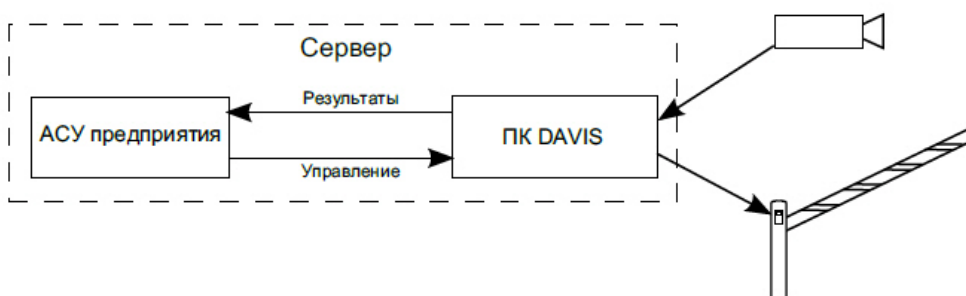 Сервер
Результаты
АСУ предприятия
ПК DAVIS
Управление